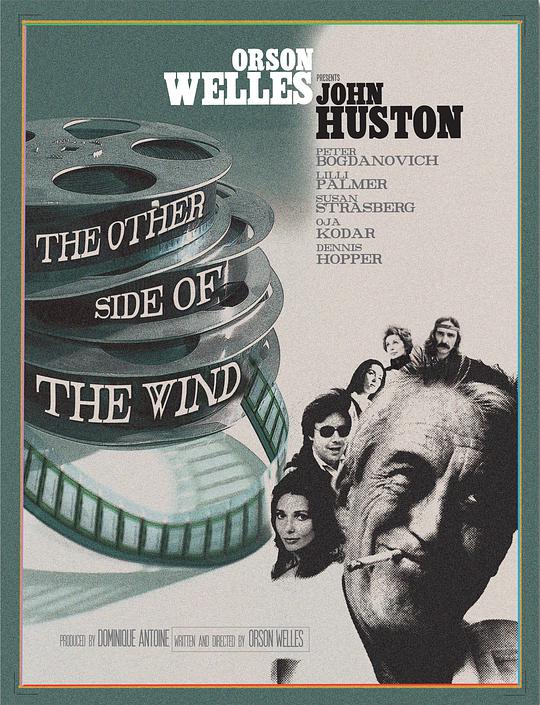 ORSON
WELLES
PRESENTS
JOHN
HUSTON
PETER
BOGDANOVICH
LILLI
PALMER
SUSAN
STRASBERG
OJA
KODAR
DENNIS
HOPPER
THE OTHER
SIDE OF
THE WIND
PRODUCED BY DOMINIQUE ANTOINE WRITTEN AND DIRECTED BY ORSON WELLES